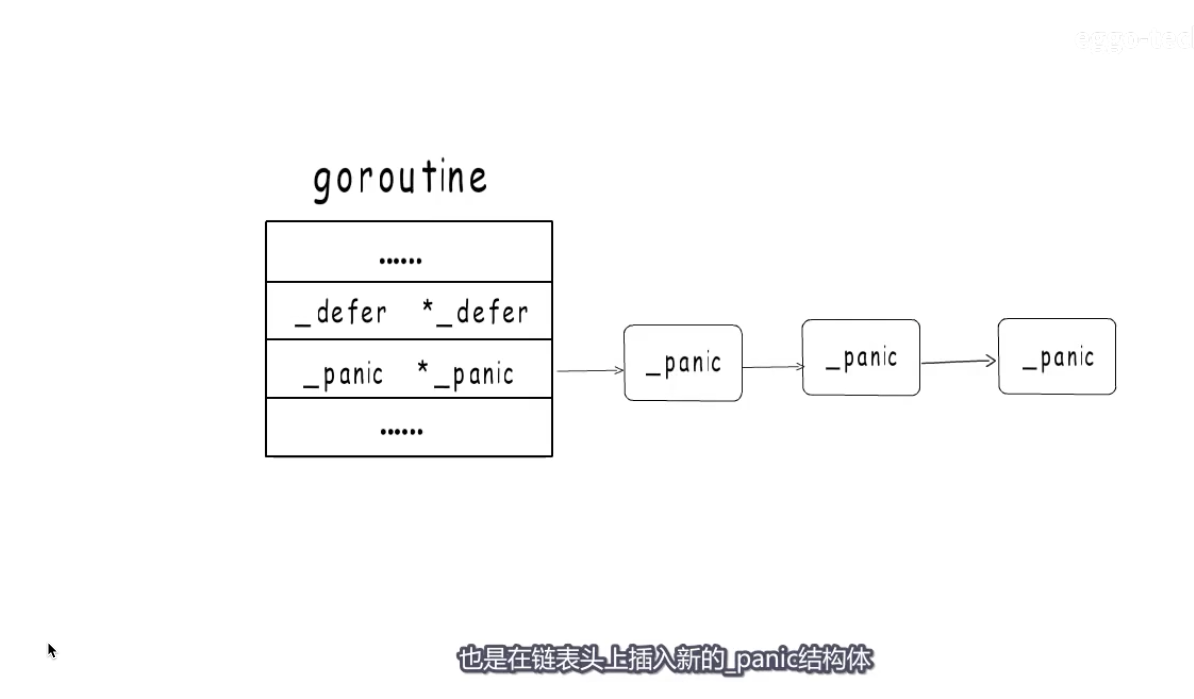 goroutine
......
_defer *_defer
_panic *_panic
_panic
_panic
_panic
......
也是在链表头上插入新的_panic结构体